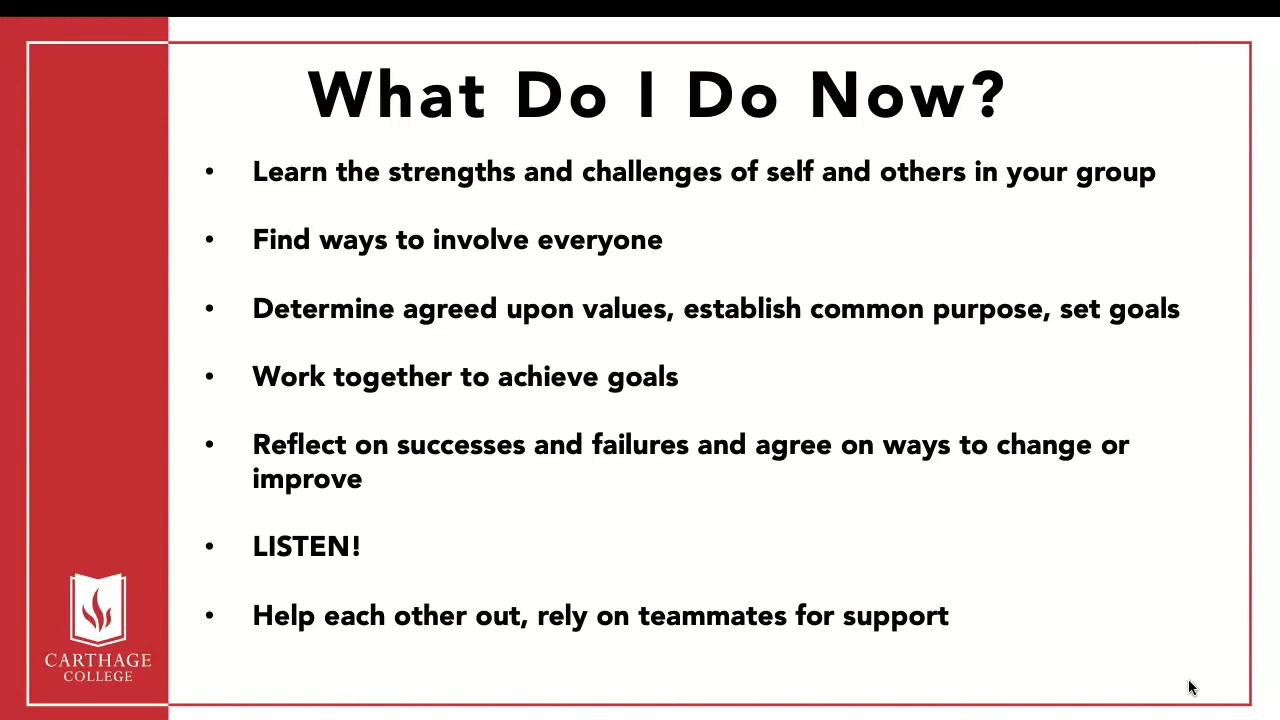 What Do I Do Now?
• Learn the strengths and challenges of self and others in your group
• Find ways to involve everyone
• Determine agreed upon values, establish common purpose, set goals
• Work together to achieve goals
• Reflect on successes and failures and agree on ways to change or
improve
• LISTEN!
• Help each other out, rely on teammates for support
CARTHAGE
COLLEGE